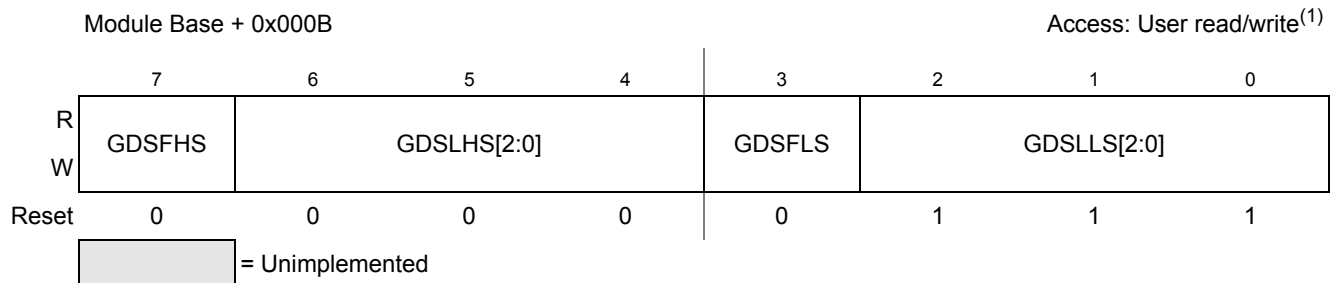 Module Base + 0x000B Access: User read/write(1)
7 6 5 4 3 2 1 0
R
W
GDSFHS GDSLHS[2:0] GDSFLS GDSLLS[2:0]
Reset 0 0 0 0 0 1 1 1
= Unimplemented